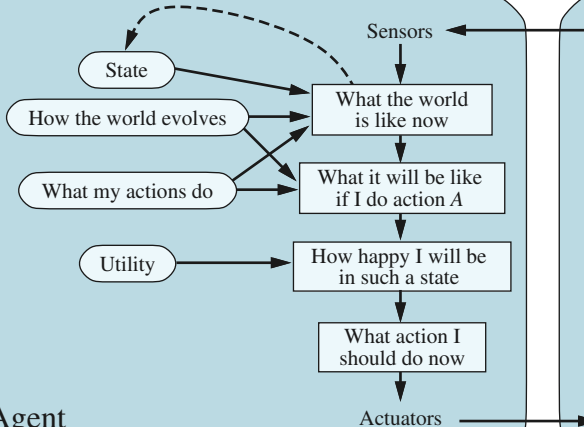 Sensors
State
What the world
is like now
How the world evolves
What it will be like
if I do action A
What my actions do
How happy I will be
in such a state
Utility
What action I
should do now
Agent
Actuators